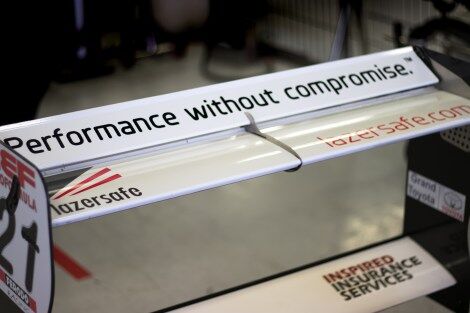 Performance without compromise.™
lazersafe.com
lazersafe
21
Grand
Toyota
INSPIRED
INSURANCE
SERVICES